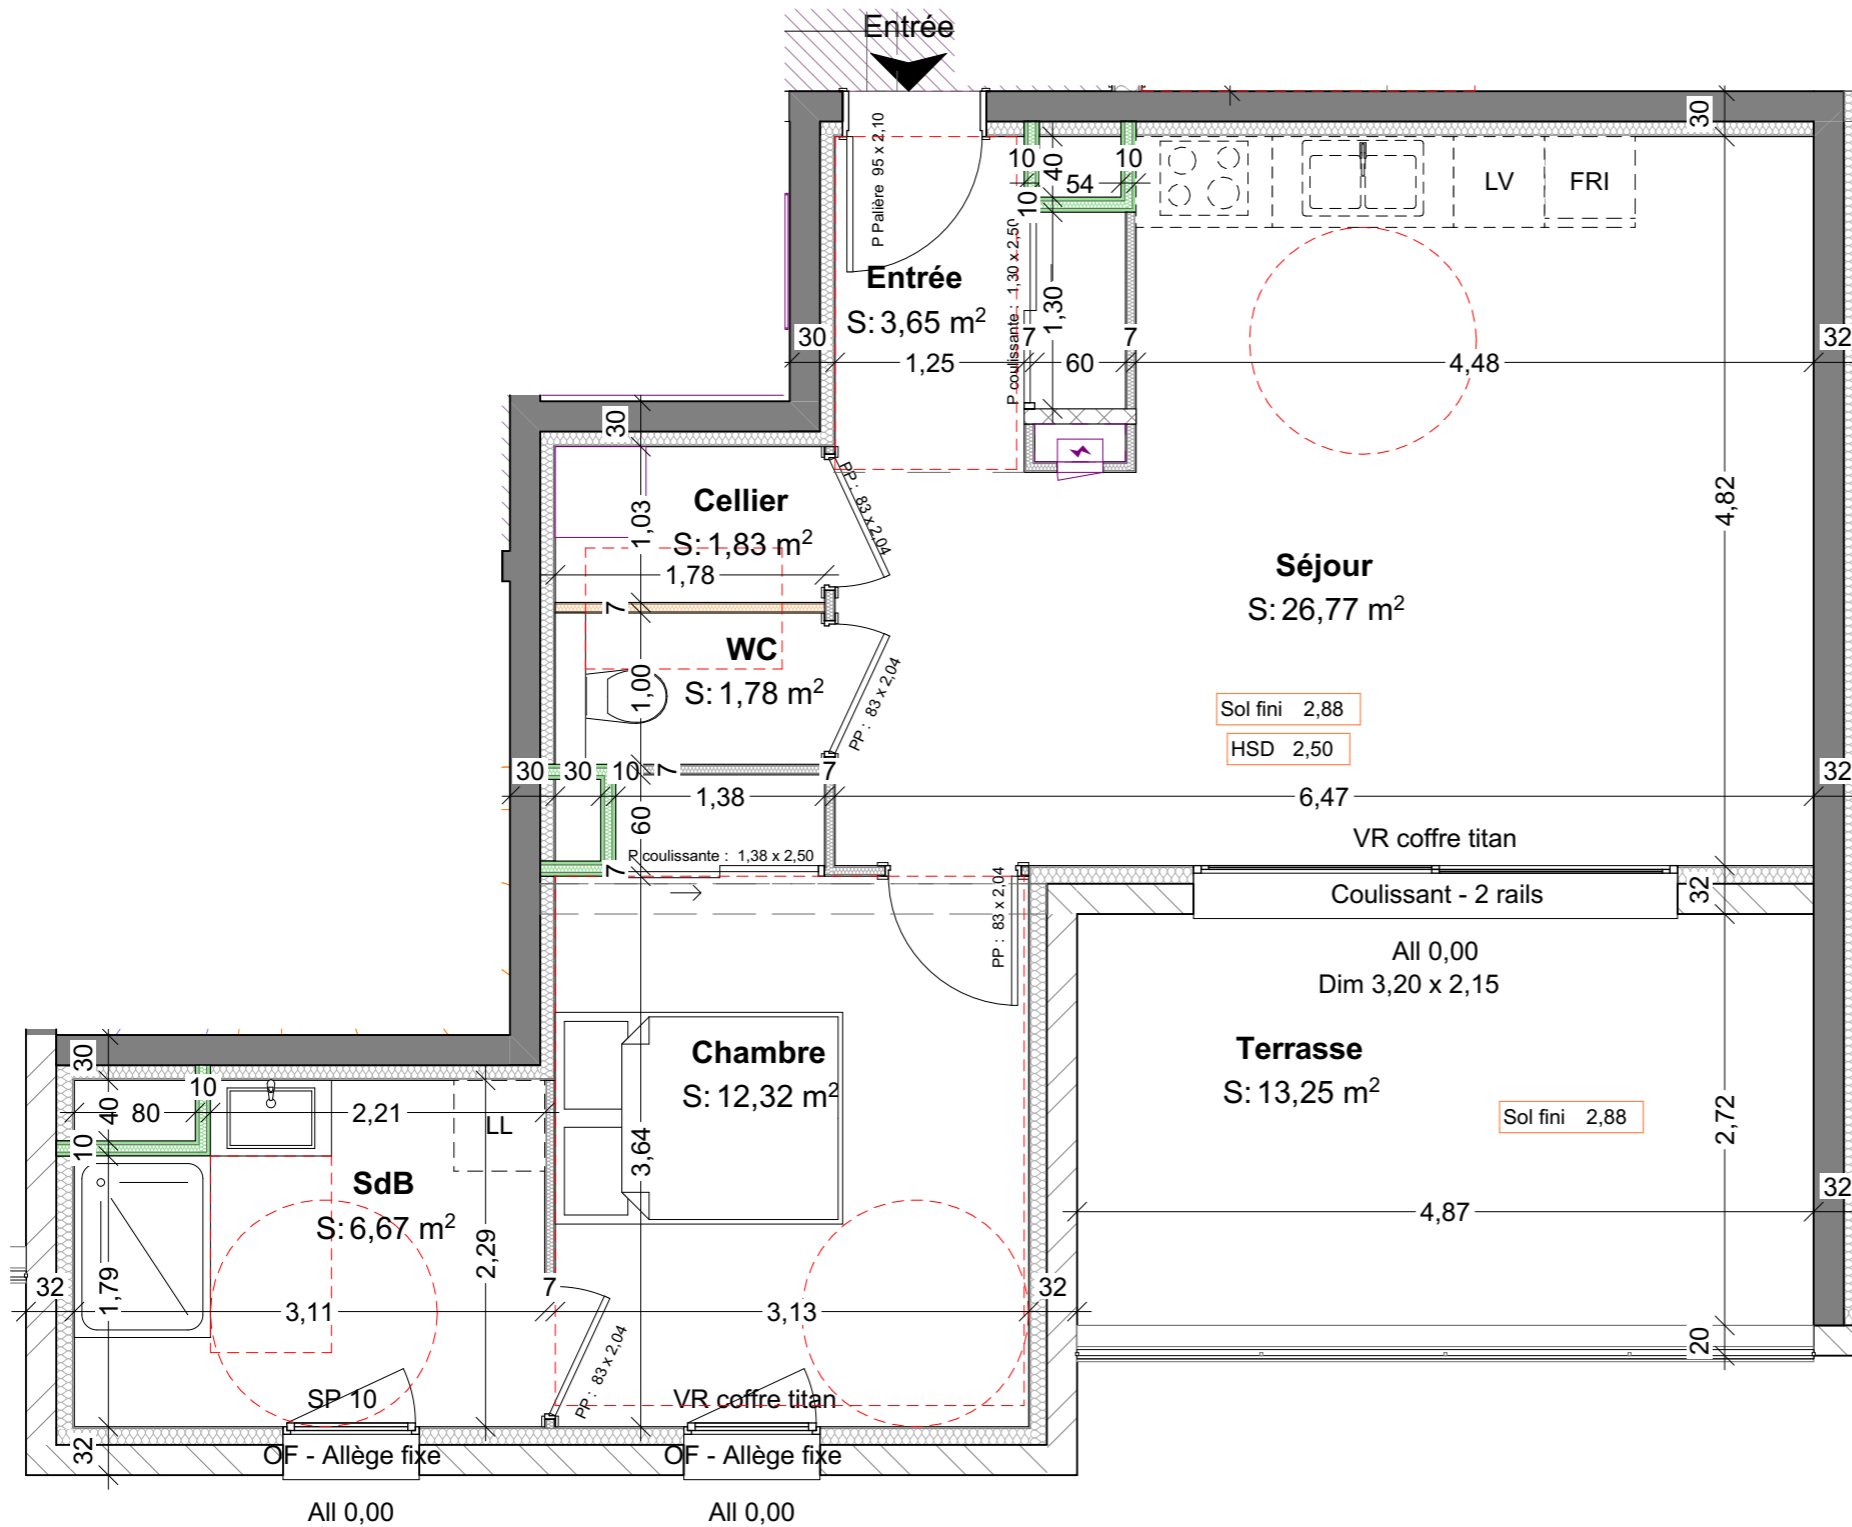 Entrée
30
P Palière 95 x 2,10
10
40
10
54
10
LV
FRI
Entrée
S: 3,65 m²
P coulissante : 1,30 x 2,50
1,30
30
1,25
7
60
7
4,48
32
30
Cellier
S: 1,83 m²
1,03
1,78
PP : 83 x 2,04
4,82
Séjour
S: 26,77 m²
7
WC
S: 1,78 m²
1,00
PP : 83 x 2,04
Sol fini 2,88
HSD 2,50
30
30
10
7
7
32
1,38
6,47
60
P coulissante : 1,38 x 2,50
7
VR coffre titan
Coulissant - 2 rails
32
PP : 83 x 2,04
All 0,00
Dim 3,20 x 2,15
Terrasse
S: 13,25 m²
Sol fini 2,88
2,72
4,87
32
20
Chambre
S: 12,32 m²
3,64
30
10
80
40
10
2,21
LL
SdB
S: 6,67 m²
2,29
1,79
32
3,11
7
3,13
32
PP : 83 x 2,04
SP 10
VR coffre titan
32
OF - Allège fixe
OF - Allège fixe
All 0,00
All 0,00